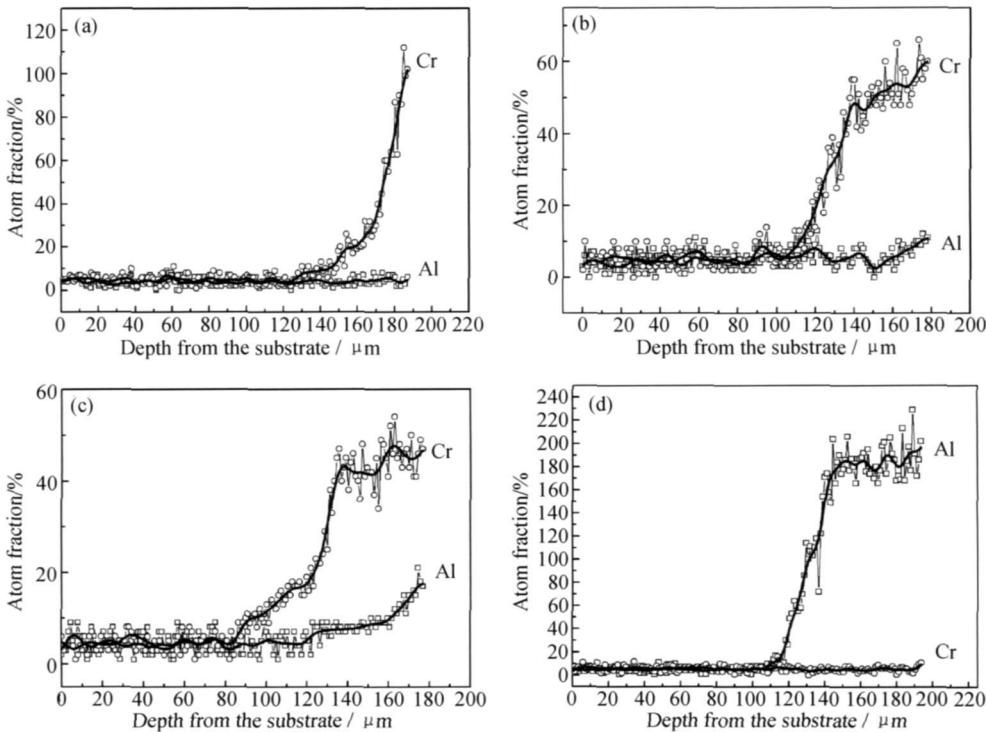 (a)
Atom fraction/%
120
100
80
60
40
20
0
Cr
Al
0 20 40 60 80 100 120 140 160 180 200 220
Depth from the substrate / μm
(b)
Atom fraction/%
60
40
20
0
Cr
Al
0 20 40 60 80 100 120 140 160 180 200
Depth from the substrate / μm
(c)
Atom fraction/%
60
40
20
0
Cr
Al
0 20 40 60 80 100 120 140 160 180 200
Depth from the substrate / μm
(d)
Atom fraction/%
240
220
200
180
160
140
120
100
80
60
40
20
0
Al
Cr
0 20 40 60 80 100 120 140 160 180 200 220
Depth from the substrate / μm